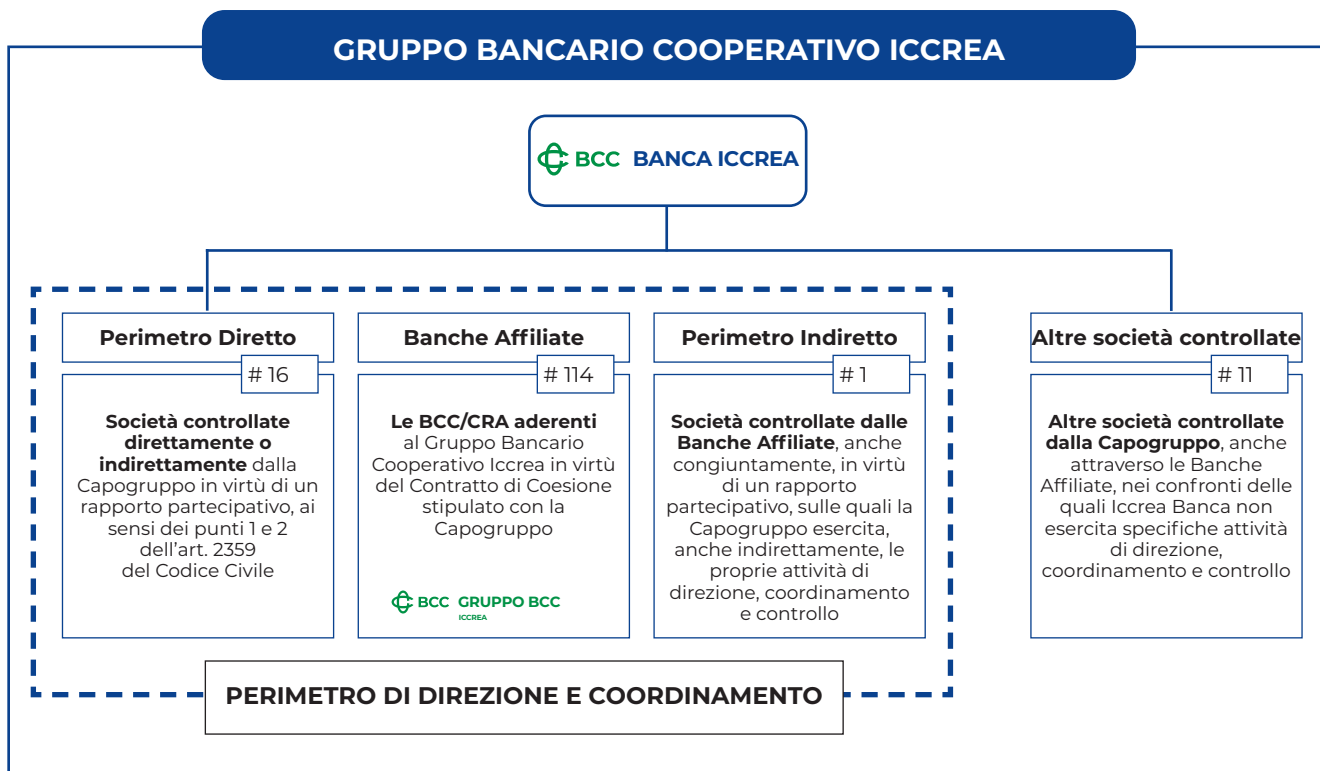 GRUPPO BANCARIO COOPERATIVO ICCREA
BCC BANCA ICCREA
Perimetro Diretto
# 16
Società controllate
direttamente o
indirettamente dalla
Capogruppo in virtù di un
rapporto partecipativo, ai
sensi dei punti 1 e 2
dell’art. 2359
del Codice Civile
Banche Affiliate
# 114
Le BCC/CRA aderenti
al Gruppo Bancario
Cooperativo Iccrea in virtù
del Contratto di Coesione
stipulato con la
Capogruppo
BCC GRUPPO BCC
ICCREA
Perimetro Indiretto
# 1
Società controllate dalle
Banche Affiliate, anche
congiuntamente, in virtù
di un rapporto
partecipativo, sulle quali la
Capogruppo esercita,
anche indirettamente, le
proprie attività di
direzione, coordinamento
e controllo
Altre società controllate
# 11
Altre società controllate
dalla Capogruppo, anche
attraverso le Banche
Affiliate, nei confronti delle
quali Iccrea Banca non
esercita specifiche attività
di direzione,
coordinamento e controllo
PERIMETRO DI DIREZIONE E COORDINAMENTO